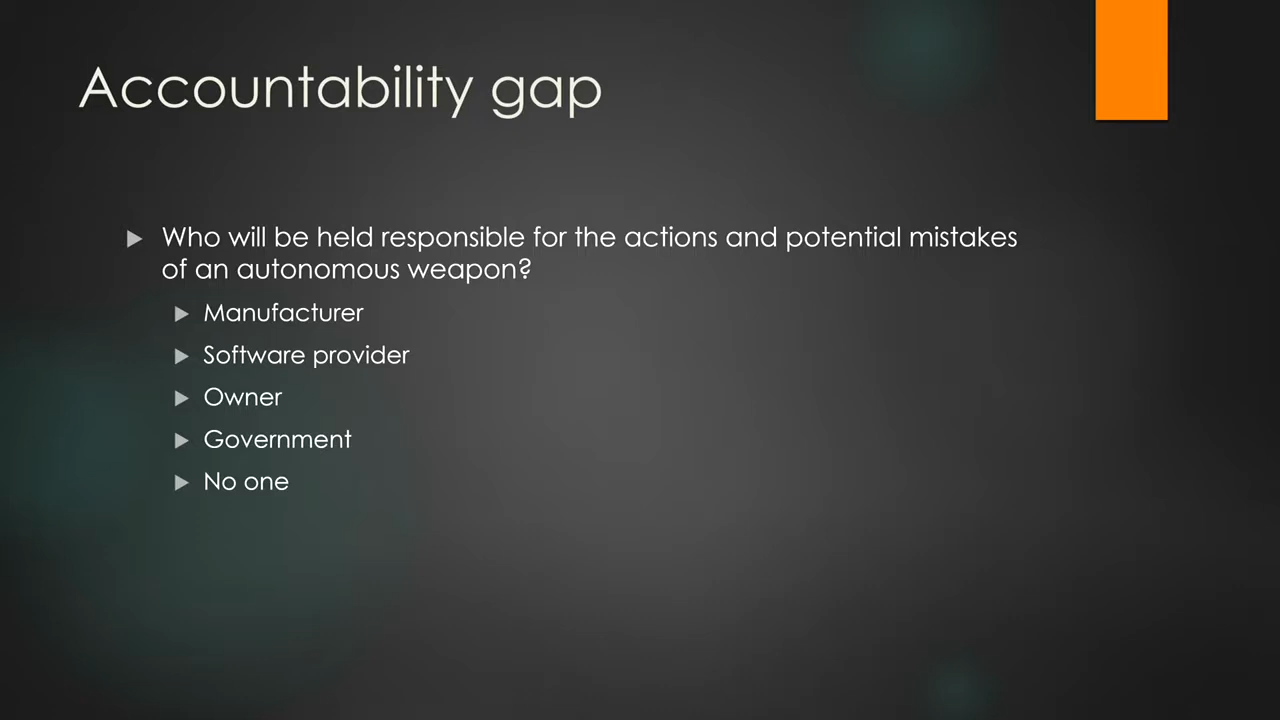 Accountability gap
Who will be held responsible for the actions and potential mistakes
of an autonomous weapon?
Manufacturer
Software provider
Owner
Government
No one